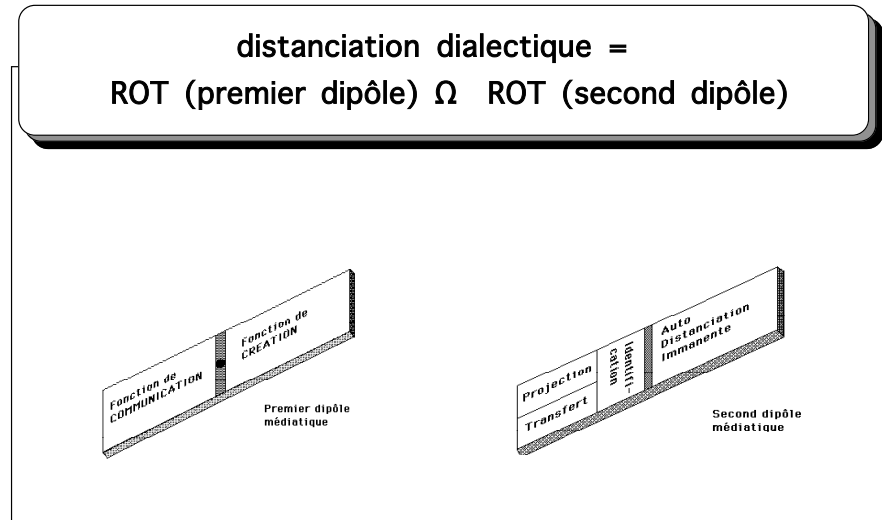 distanciation dialectique =
ROT (premier dipôle) Ω ROT (second dipôle)
Fonction de
COMMUNICATION
Fonction de
CREATION
Premier dipôle
médiatique
Projection
Transfert
Identifi-
cation
Auto
Distanciation
Immanente
Second dipôle
médiatique